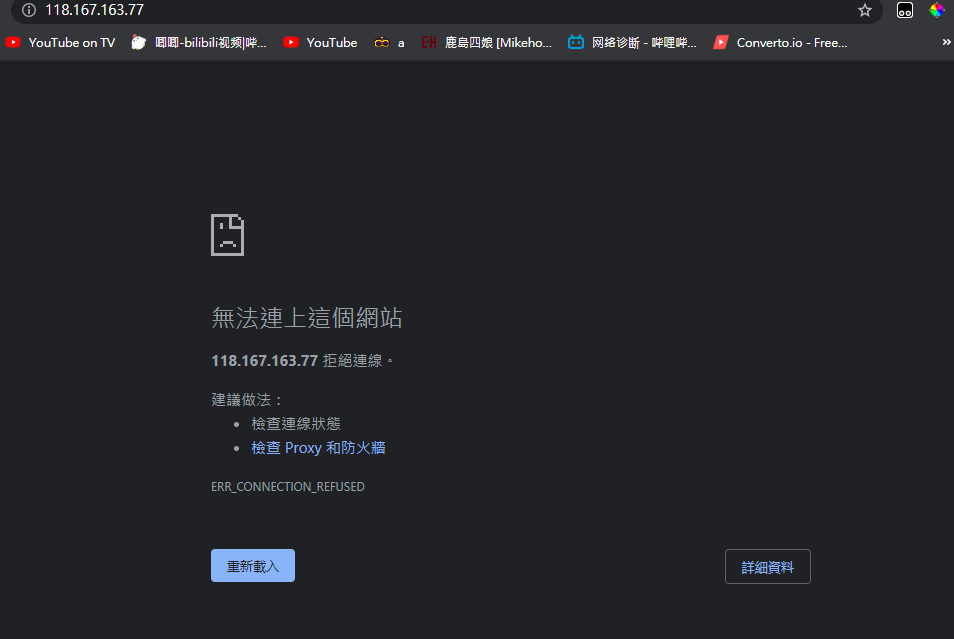 118.167.163.77
YouTube on TV
囸囸-bilibili视频|哔...
YouTube
a
E-H
鹿島四娘 [Mikeho...
网络诊断 - 哔哩哔...
Converto.io - Free...
»
無法連上這個網站
118.167.163.77 拒絕連線。
建議做法：
檢查連線狀態
檢查 Proxy 和防火牆
ERR_CONNECTION_REFUSED
重新載入
詳細資料